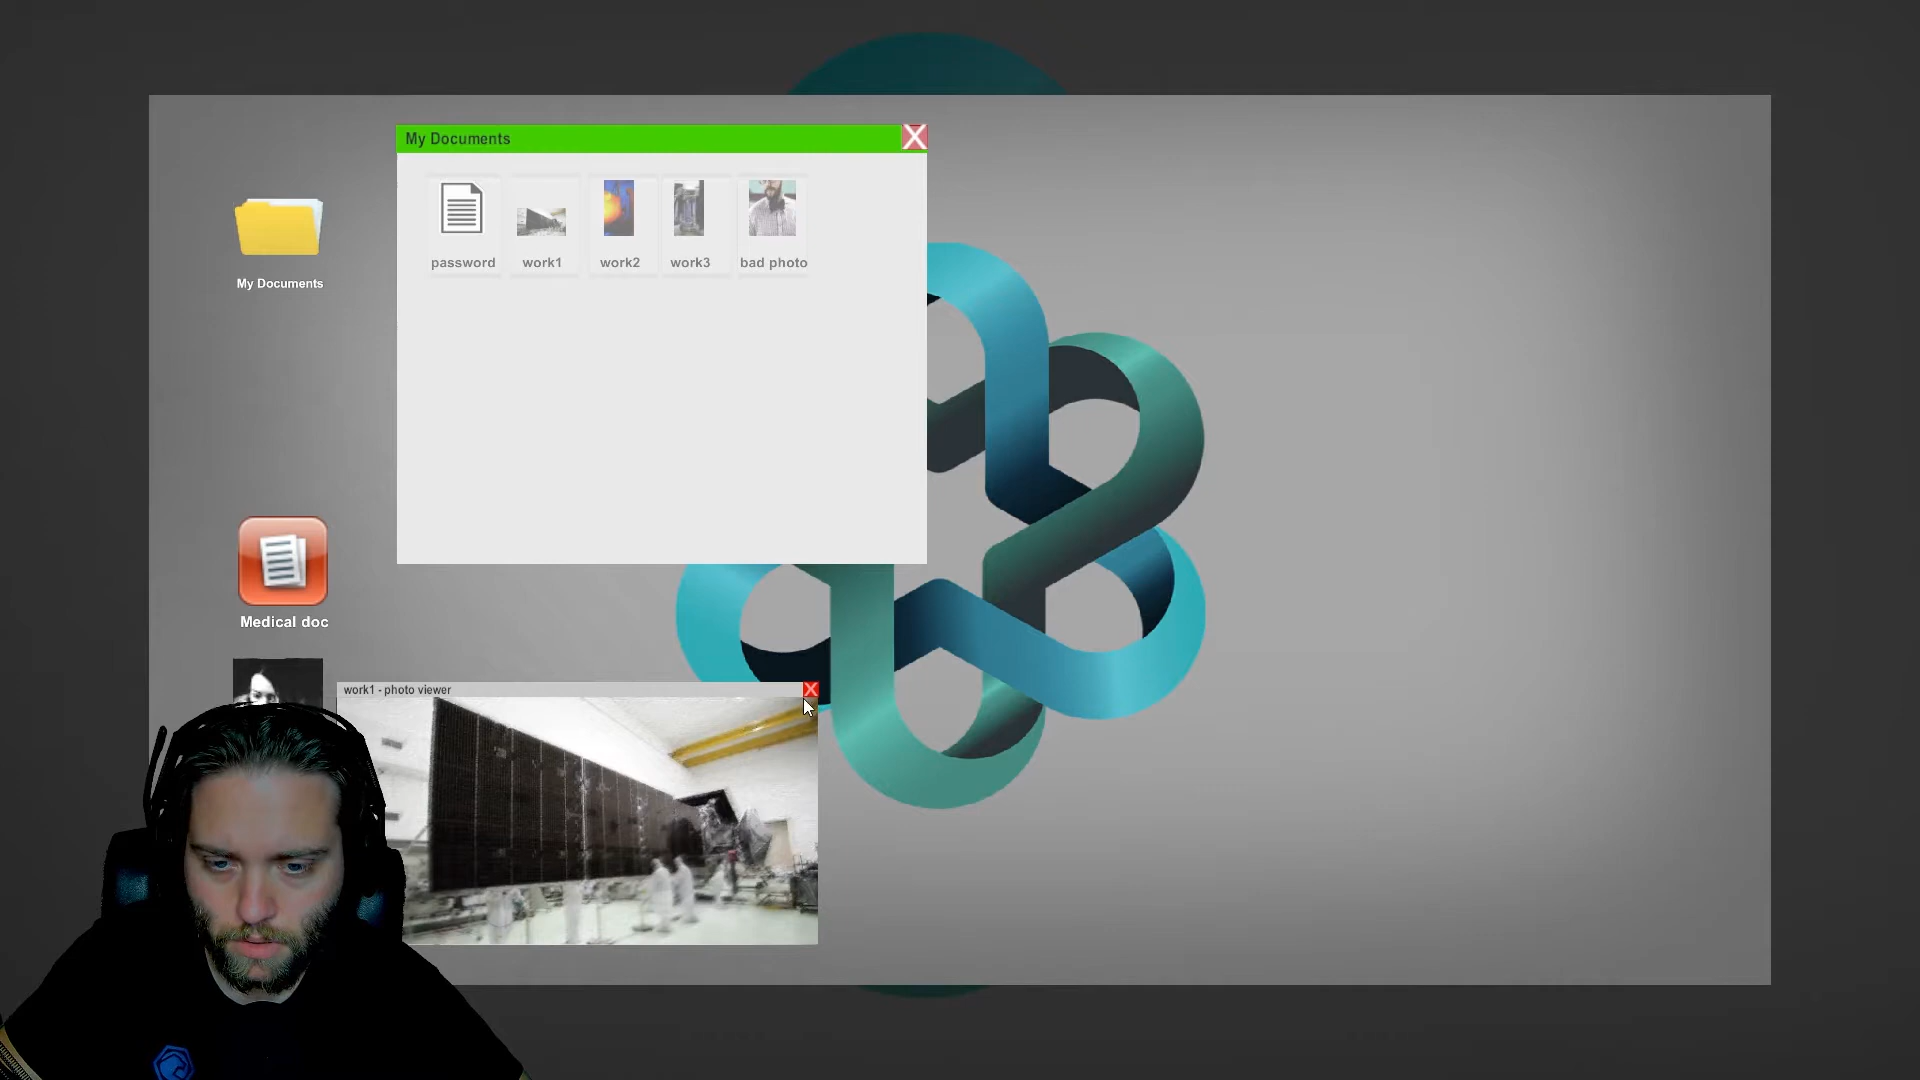 My Documents
password
work1
work2
work3
bad photo
My Documents
Medical doc
work1 - photo viewer